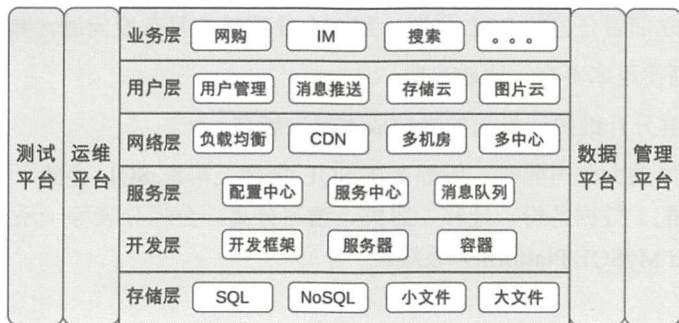 测试
平台
运维
平台
业务层 网购 IM 搜索 。。。
用户层 用户管理 消息推送 存储云 图片云
网络层 负载均衡 CDN 多机房 多中心
服务层 配置中心 服务中心 消息队列
开发层 开发框架 服务器 容器
存储层 SQL NoSQL 小文件 大文件
数据
平台
管理
平台